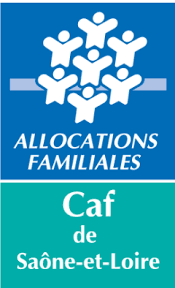 ALLOCATIONS
FAMILIALES
Caf
de
Saône-et-Loire